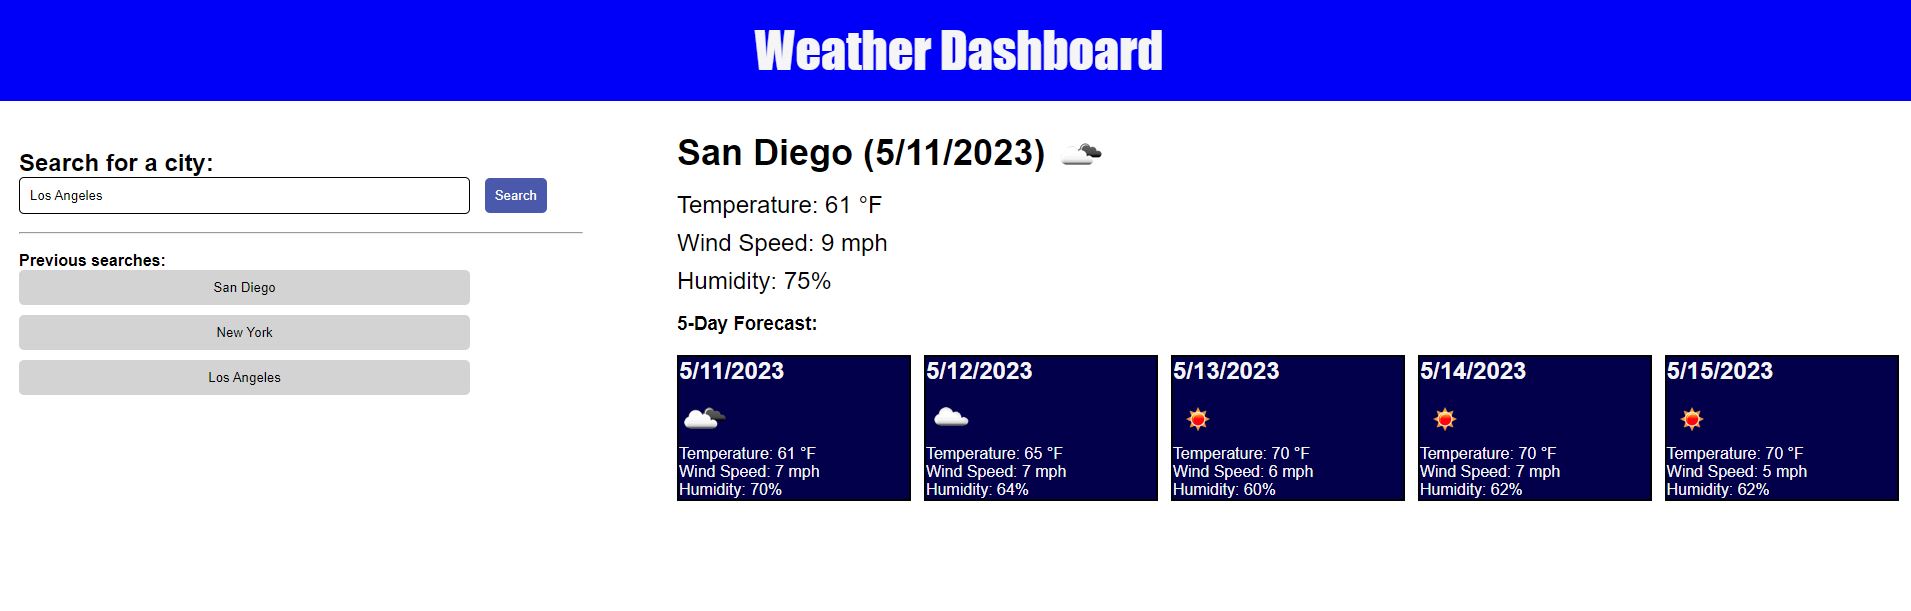 Weather Dashboard
Search for a city:
Los Angeles
Search
Previous searches:
San Diego
New York
Los Angeles
San Diego (5/11/2023)
Temperature: 61 °F
Wind Speed: 9 mph
Humidity: 75%
5-Day Forecast:
5/11/2023
Temperature: 61 °F
Wind Speed: 7 mph
Humidity: 70%
5/12/2023
Temperature: 65 °F
Wind Speed: 7 mph
Humidity: 64%
5/13/2023
Temperature: 70 °F
Wind Speed: 6 mph
Humidity: 60%
5/14/2023
Temperature: 70 °F
Wind Speed: 7 mph
Humidity: 62%
5/15/2023
Temperature: 70 °F
Wind Speed: 5 mph
Humidity: 62%